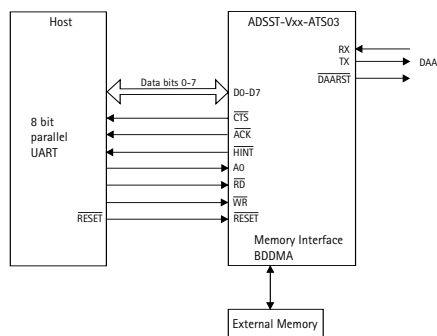 Host
ADSST-Vxx-ATS03
RX
TX
DAA
DAARST
Data bits 0-7
D0-D7
8 bit
parallel
UART
CTS
ACK
HINT
A0
RD
WR
RESET
RESET
Memory Interface
BDDMA
External Memory